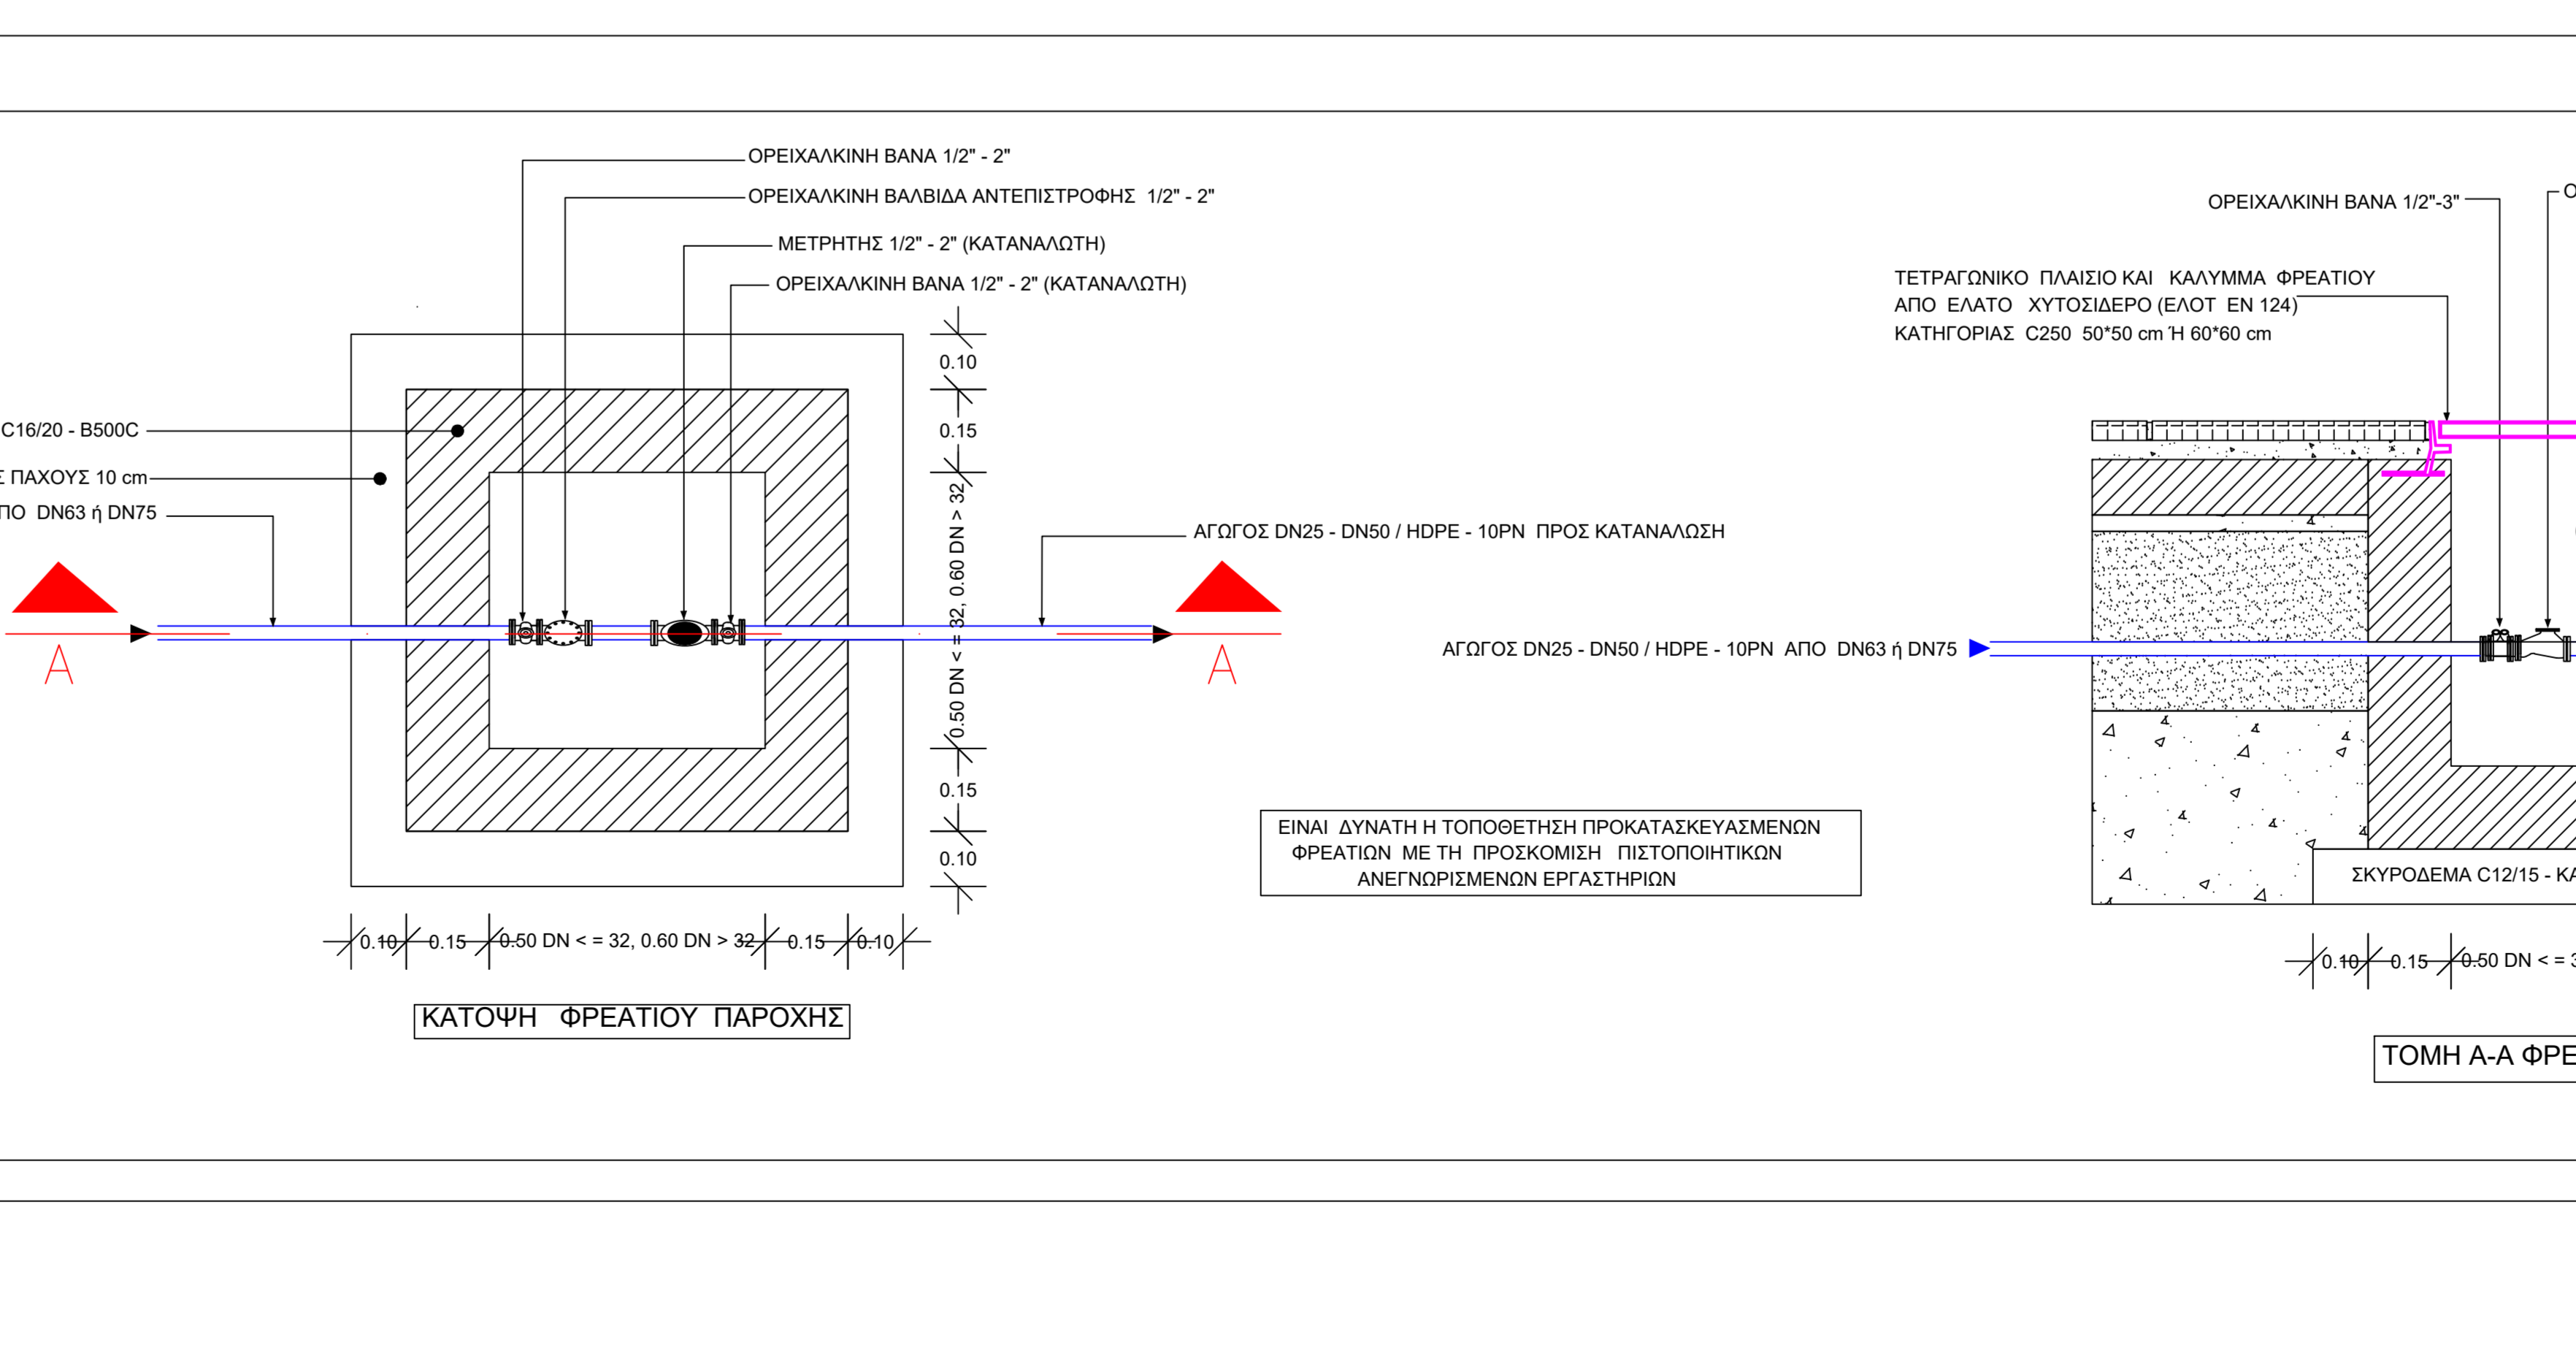 ΟΡΕΙΧΑΛΚΙΝΗ ΒΑΝΑ 1/2" - 2"
ΟΡΕΙΧΑΛΚΙΝΗ ΒΑΛΒΙΔΑ ΑΝΤΕΠΙΣΤΡΟΦΗΣ 1/2" - 2"
ΜΕΤΡΗΤΗΣ 1/2" - 2" (ΚΑΤΑΝΑΛΩΤΗ)
ΟΡΕΙΧΑΛΚΙΝΗ ΒΑΝΑ 1/2" - 2" (ΚΑΤΑΝΑΛΩΤΗ)
C16/20 - B500C
ΠΑΧΟΥΣ 10 cm
DN63 ή DN75
A
A
0.10
0.15
0.50 DN < = 32, 0.60 DN > 32
0.15
0.10
ΑΓΩΓΟΣ DN25 - DN50 / HDPE - 10PN ΠΡΟΣ ΚΑΤΑΝΑΛΩΣΗ
0.10
0.15
0.50 DN < = 32, 0.60 DN > 32
0.15
0.10
ΚΑΤΟΨΗ ΦΡΕΑΤΙΟΥ ΠΑΡΟΧΗΣ
ΕΙΝΑΙ ΔΥΝΑΤΗ Η ΤΟΠΟΘΕΤΗΣΗ ΠΡΟΚΑΤΑΣΚΕΥΑΣΜΕΝΩΝ
ΦΡΕΑΤΙΩΝ ΜΕ ΤΗ ΠΡΟΣΚΟΜΙΣΗ ΠΙΣΤΟΠΟΙΗΤΙΚΩΝ
ΑΝΕΓΝΩΡΙΣΜΕΝΩΝ ΕΡΓΑΣΤΗΡΙΩΝ
ΟΡΕΙΧΑΛΚΙΝΗ ΒΑΝΑ 1/2"-3"
ΤΕΤΡΑΓΩΝΙΚΟ ΠΛΑΙΣΙΟ ΚΑΙ ΚΑΛΥΜΜΑ ΦΡΕΑΤΙΟΥ
ΑΠΟ ΕΛΑΤΟ ΧΥΤΟΣΙΔΕΡΟ (ΕΛΟΤ EN 124)
ΚΑΤΗΓΟΡΙΑΣ C250 50*50 cm Ή 60*60 cm
ΑΓΩΓΟΣ DN25 - DN50 / HDPE - 10PN ΑΠΟ DN63 ή DN75
ΣΚΥΡΟΔΕΜΑ C12/15 -
0.10
0.15
0.50 DN < =
ΤΟΜΗ Α-Α